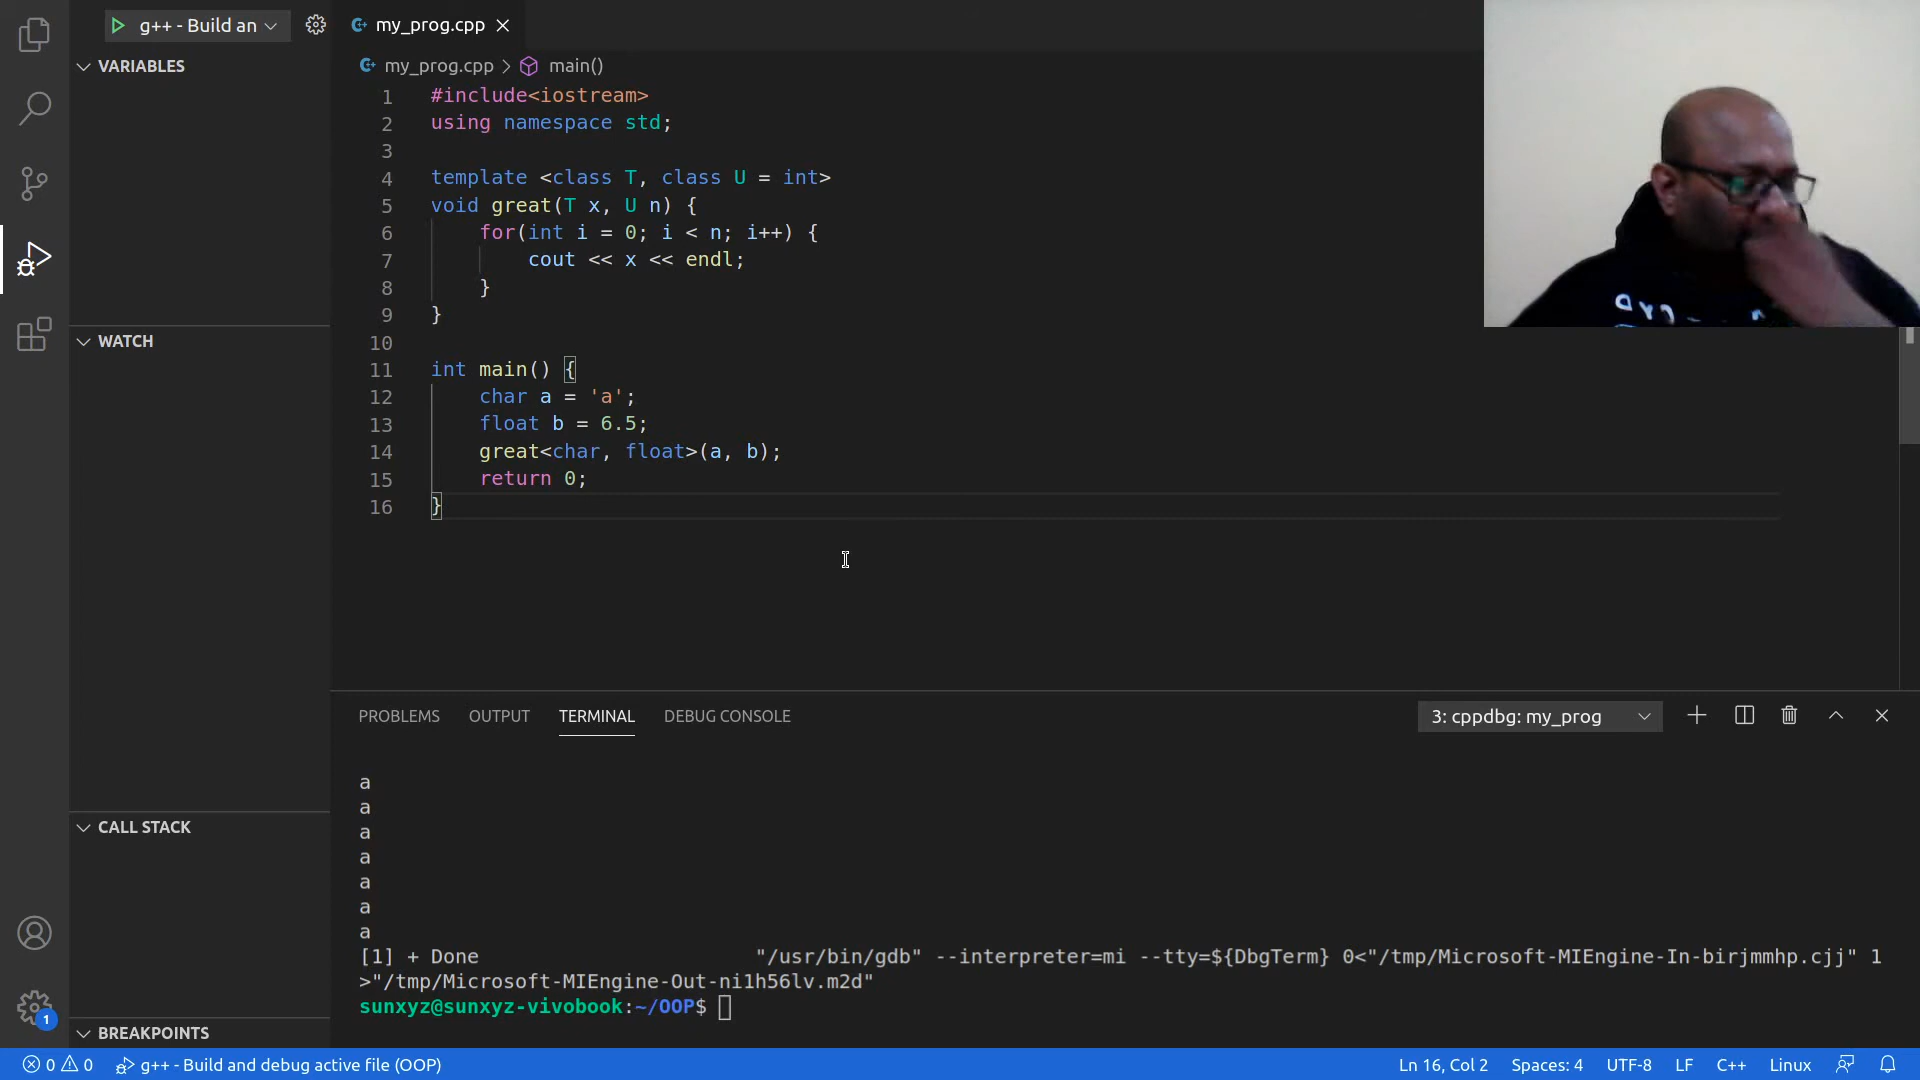 g++ - Build an
my_prog.cpp
VARIABLES
my_prog.cpp > main()
1 #include<iostream>
2 using namespace std;
3
4 template <class T, class U = int>
5 void great(T x, U n) {
6 for(int i = 0; i < n; i++) {
7 cout << x << endl;
8 }
9 }
10
11 int main() {
12 char a = 'a';
13 float b = 6.5;
14 great<char, float>(a, b);
15 return 0;
16 }
WATCH
CALL STACK
BREAKPOINTS
PROBLEMS OUTPUT TERMINAL DEBUG CONSOLE 3: cppdbg: my_prog
a
a
a
a
a
a
a
[1] + Done "/usr/bin/gdb" --interpreter=mi --tty=${DbgTerm} 0<"/tmp/Microsoft-MIEngine-In-birjmmhp.cjj" 1
>"/tmp/Microsoft-MIEngine-Out-ni1h56lv.m2d"
sunxyz@sunxyz-vivobook:~/OOP$
1
0 0 g++ - Build and debug active file (OOP) Ln 16, Col 2 Spaces: 4 UTF-8 LF C++ Linux